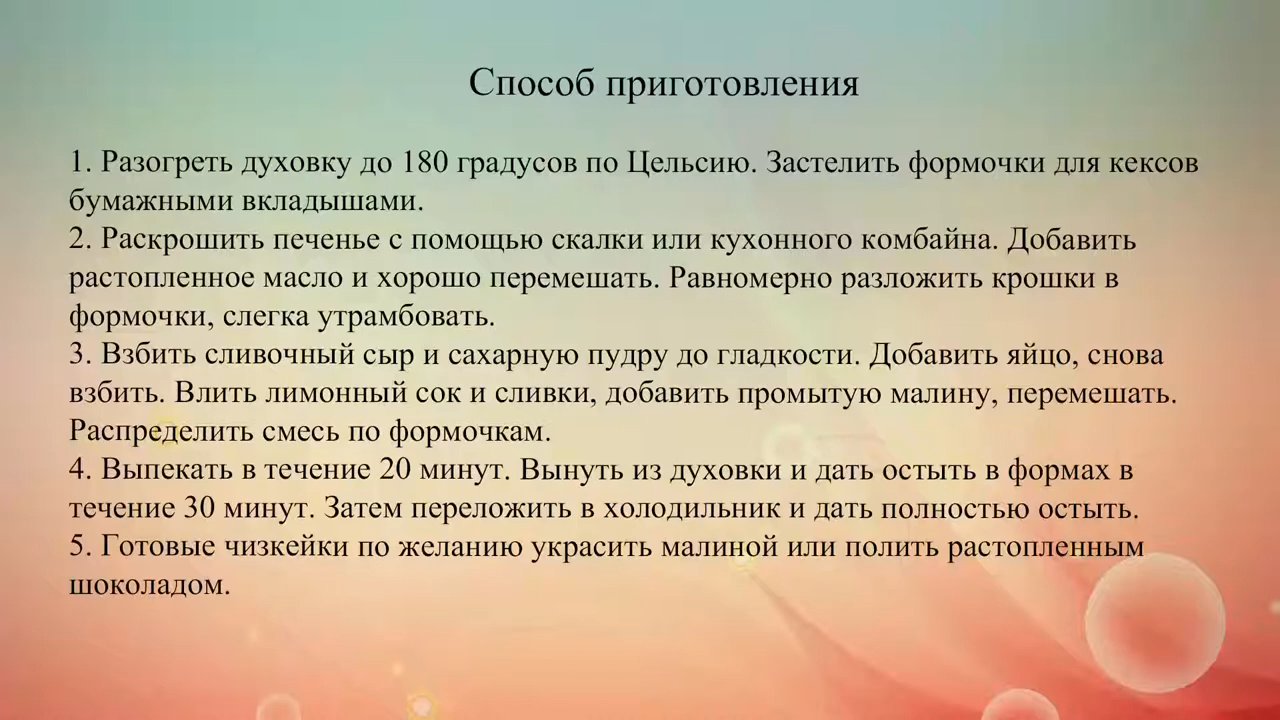 Способ приготовления
1. Разогреть духовку до 180 градусов по Цельсию. Застелить формочки для кексов
бумажными вкладышами.
2. Раскрошить печенье с помощью скалки или кухонного комбайна. Добавить
растопленное масло и хорошо перемешать. Равномерно разложить крошки в
формочки, слегка утрамбовать.
3. Взбить сливочный сыр и сахарную пудру до гладкости. Добавить яйцо, снова
взбить. Влить лимонный сок и сливки, добавить промытую малину, перемешать.
Распределить смесь по формочкам.
4. Выпекать в течение 20 минут. Вынуть из духовки и дать остыть в формах в
течение 30 минут. Затем переложить в холодильник и дать полностью остыть.
5. Готовые чизкейки по желанию украсить малиной или полить растопленным
шоколадом.